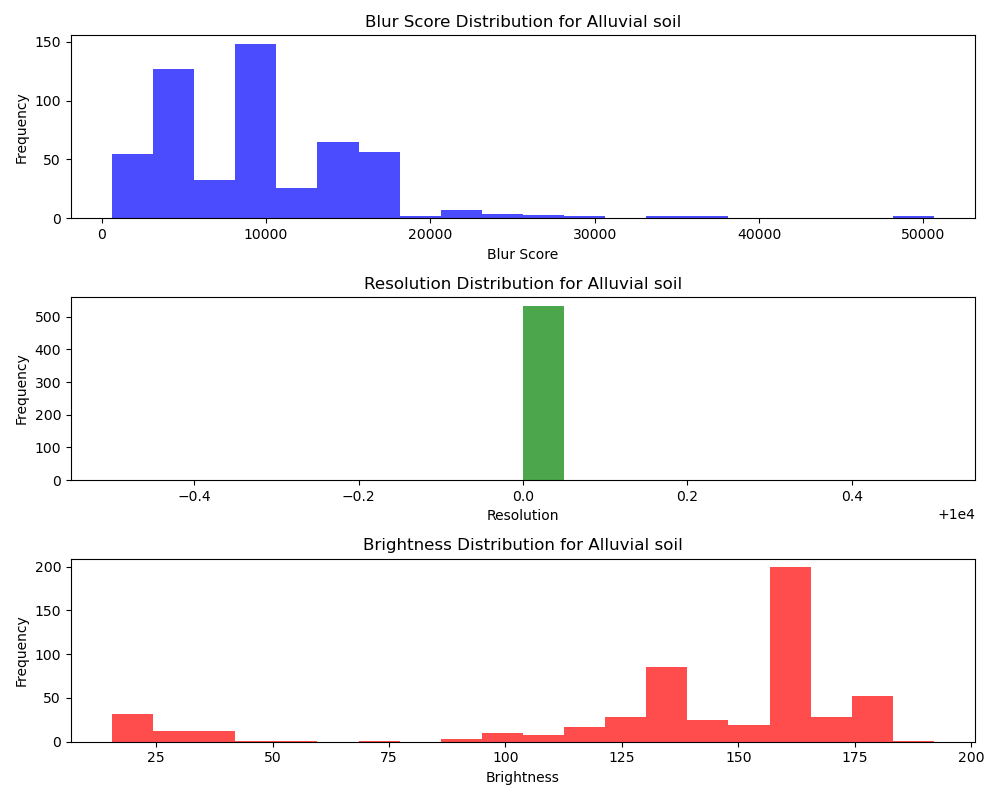 Blur Score Distribution for Alluvial soil
150
100
50
0
Frequency
0 10000 20000 30000 40000 50000
Blur Score
Resolution Distribution for Alluvial soil
500
400
300
200
100
0
Frequency
−0.4 −0.2 0.0 0.2 0.4
+1e4
Resolution
Brightness Distribution for Alluvial soil
200
150
100
50
0
Frequency
25 50 75 100 125 150 175 200
Brightness